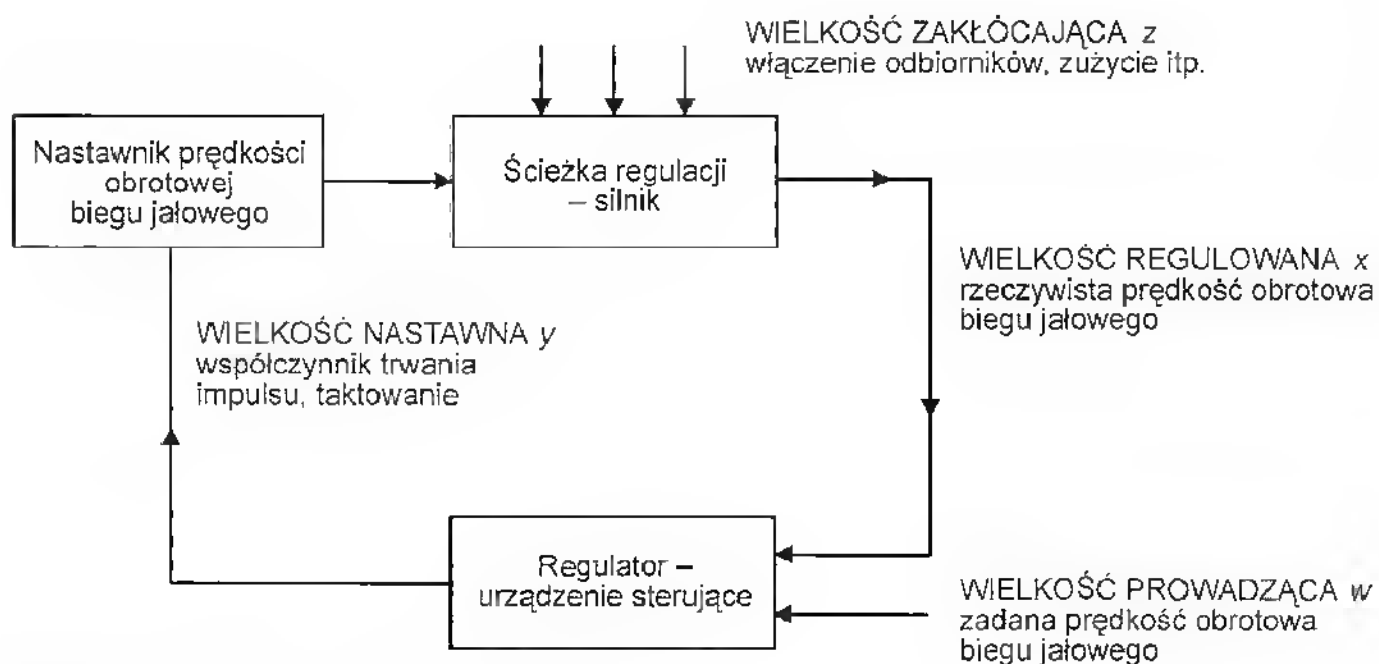 WIELKOŚĆ ZAKŁÓCAJĄCA z
włączenie odbiorników, zużycie itp.
Nastawnik prędkości
obrotowej
biegu jałowego
Ścieżka regulacji
– silnik
WIELKOŚĆ REGULOWANA x
rzeczywista prędkość obrotowa
biegu jałowego
WIELKOŚĆ NASTAWNA y
współczynnik trwania
impulsu, taktowanie
Regulator –
urządzenie sterujące
WIELKOŚĆ PROWADZĄCA w
zadana prędkość obrotowa
biegu jałowego